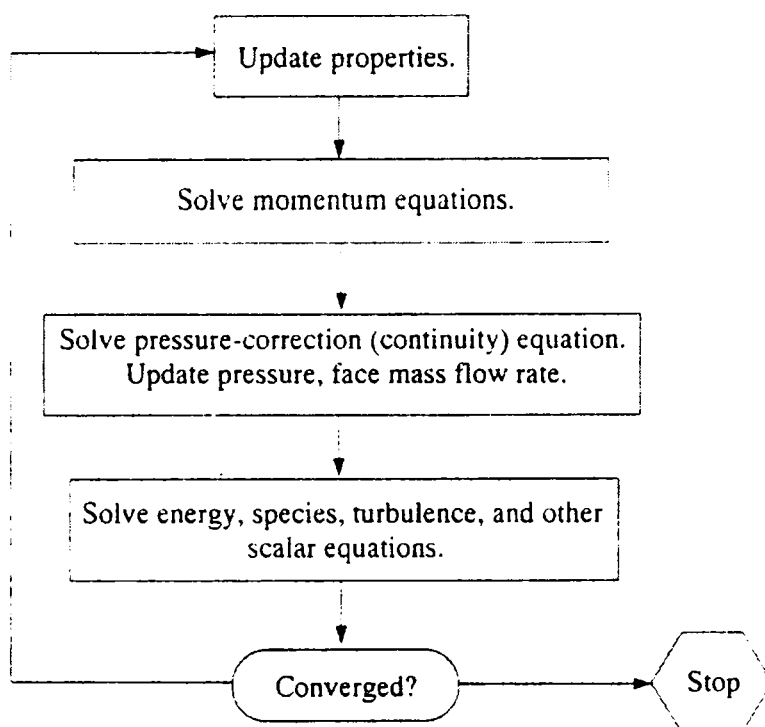 Update properties.
Solve momentum equations.
Solve pressure-correction (continuity) equation.
Update pressure, face mass flow rate.
Solve energy, species, turbulence, and other
scalar equations.
Converged?
Stop